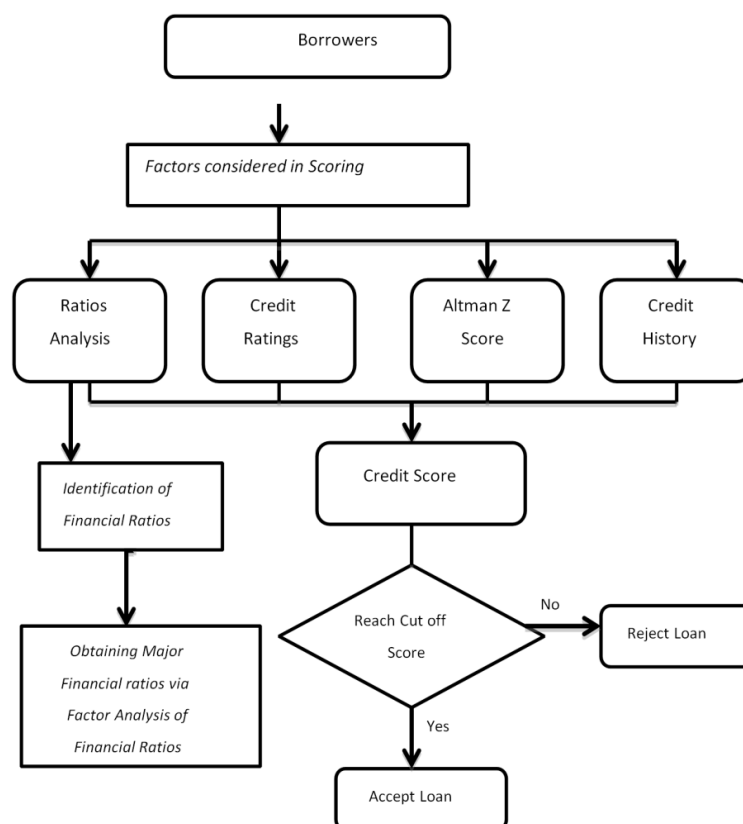 Borrowers
Factors considered in Scoring
Ratios
Analysis
Credit
Ratings
Altman Z
Score
Credit
History
Identification of
Financial Ratios
Credit Score
Obtaining Major
Financial ratios via
Factor Analysis of
Financial Ratios
Reach Cut off
Score
No
Reject Loan
Yes
Accept Loan